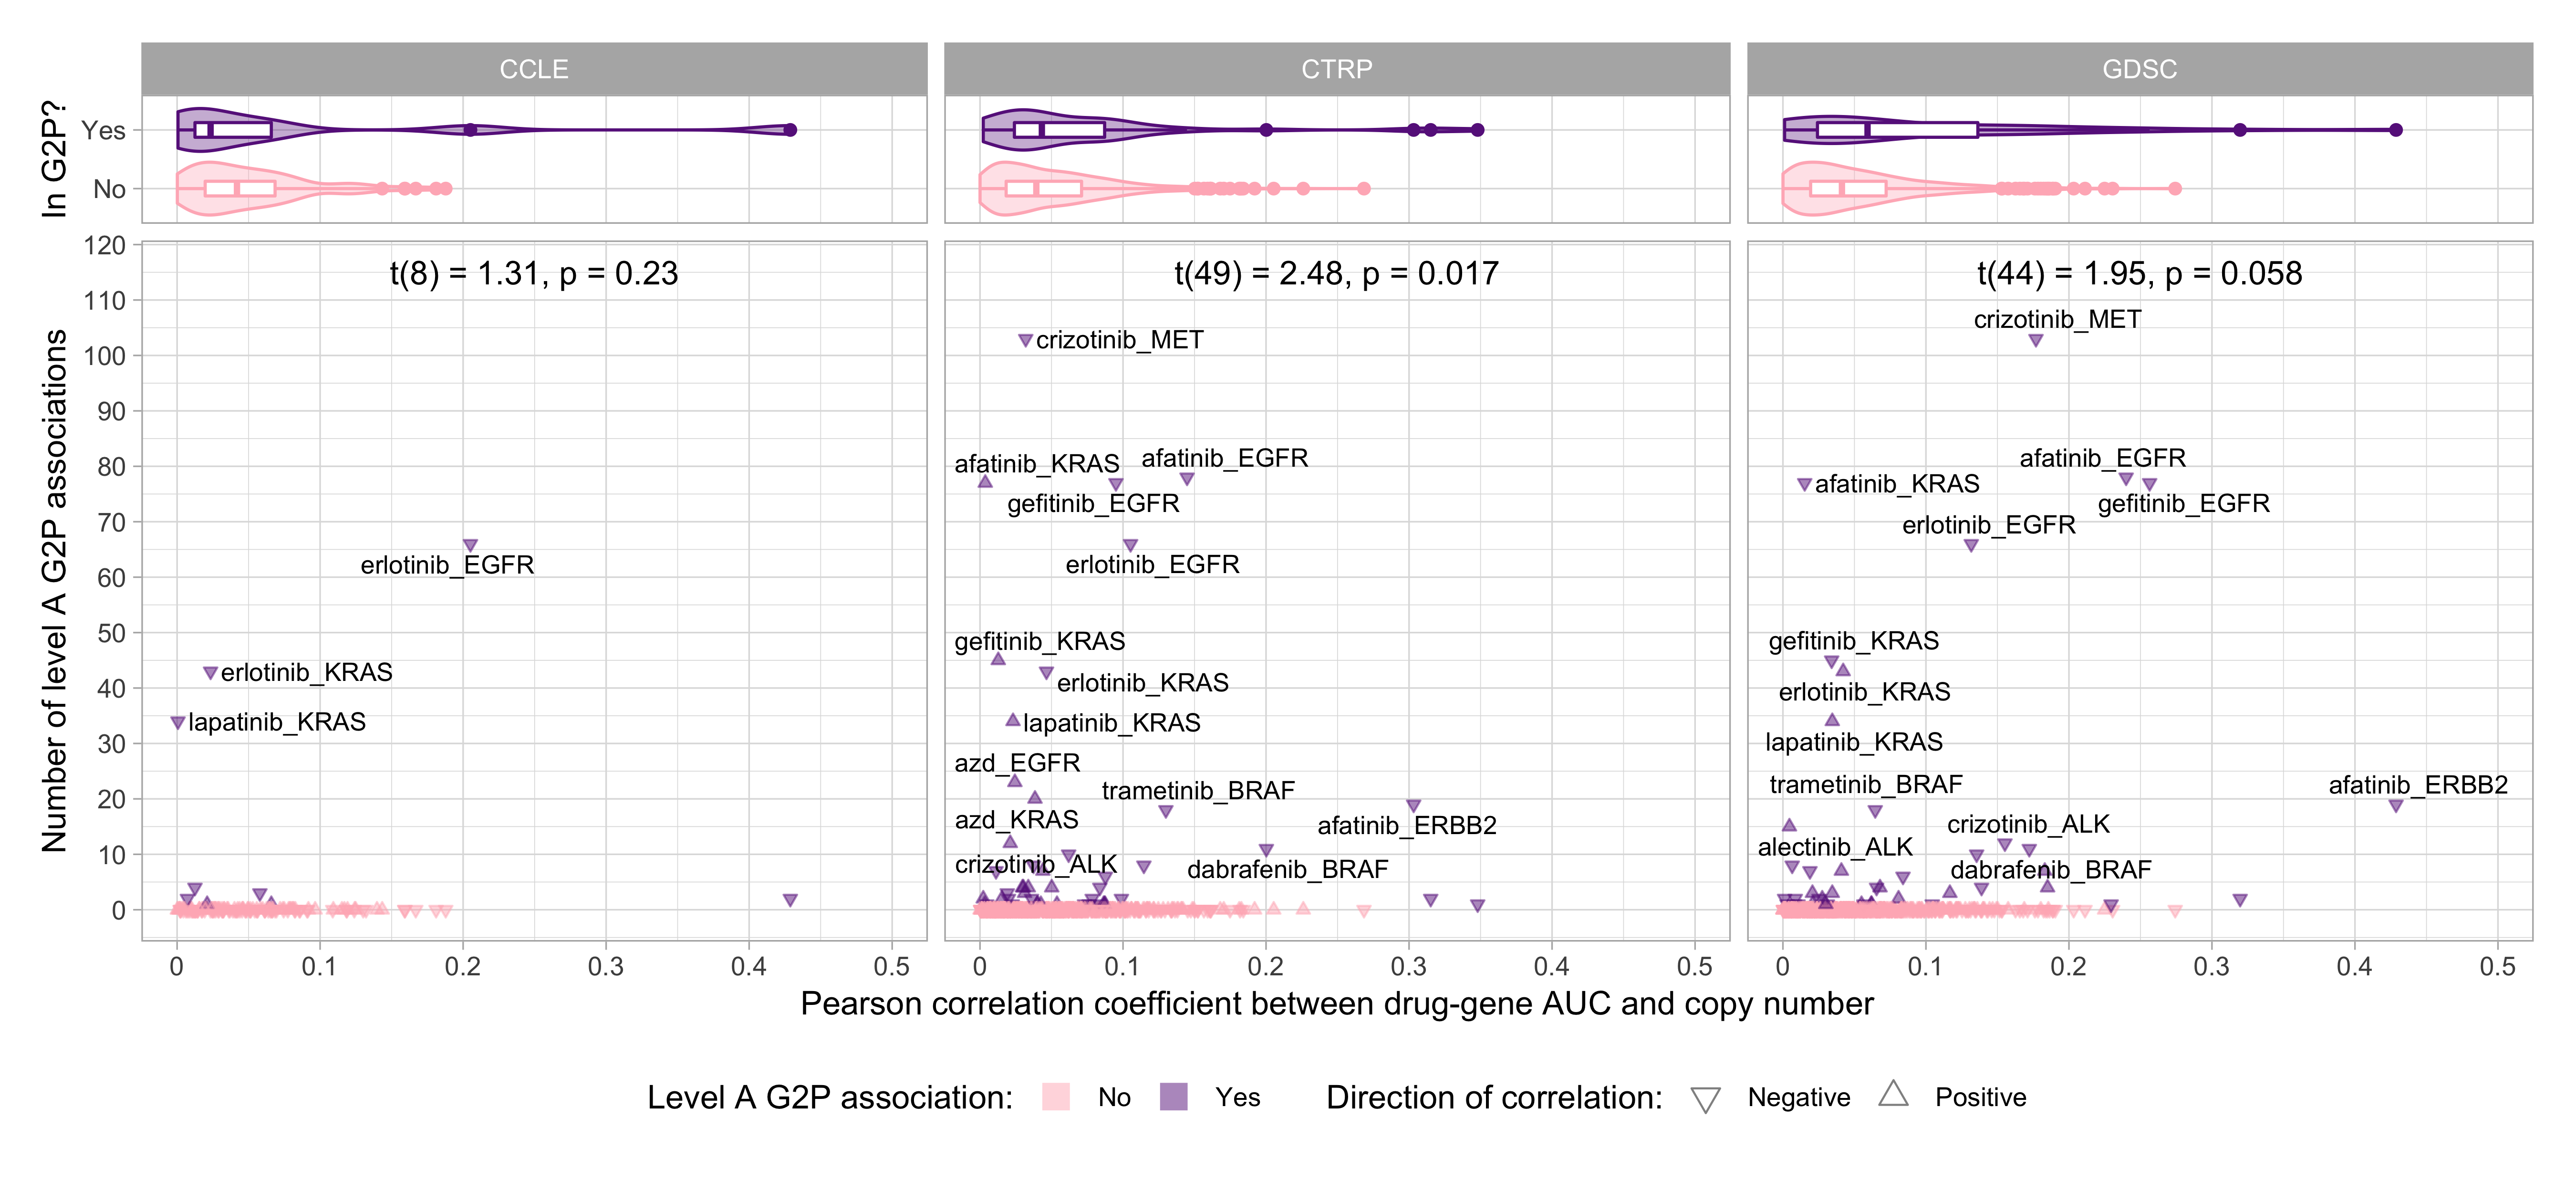 CCLE
CTRP
GDSC
In G2P?
Yes
No
Number of level A G2P associations
120
110
100
90
80
70
60
50
40
30
20
10
0
t(8) = 1.31, p = 0.23
erlotinib_EGFR
erlotinib_KRAS
lapatinib_KRAS
t(49) = 2.48, p = 0.017
crizotinib_MET
afatinib_KRAS
afatinib_EGFR
gefitinib_EGFR
erlotinib_EGFR
gefitinib_KRAS
erlotinib_KRAS
lapatinib_KRAS
azd_EGFR
trametinib_BRAF
azd_KRAS
afatinib_ERBB2
crizotinib_ALK
dabrafenib_BRAF
t(44) = 1.95, p = 0.058
crizotinib_MET
afatinib_EGFR
afatinib_KRAS
gefitinib_EGFR
erlotinib_EGFR
gefitinib_KRAS
erlotinib_KRAS
lapatinib_KRAS
trametinib_BRAF
afatinib_ERBB2
crizotinib_ALK
alectinib_ALK
dabrafenib_BRAF
0 0.1 0.2 0.3 0.4 0.5
0 0.1 0.2 0.3 0.4 0.5
0 0.1 0.2 0.3 0.4 0.5
Pearson correlation coefficient between drug-gene AUC and copy number
Level A G2P association: No Yes Direction of correlation: Negative Positive